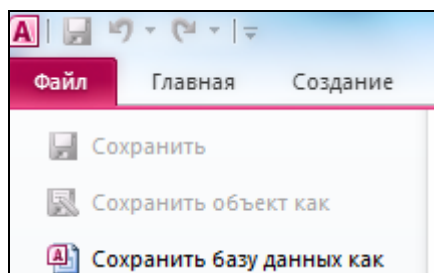 A
Файл Главная Создание
Сохранить
Сохранить объект как
A Сохранить базу данных как